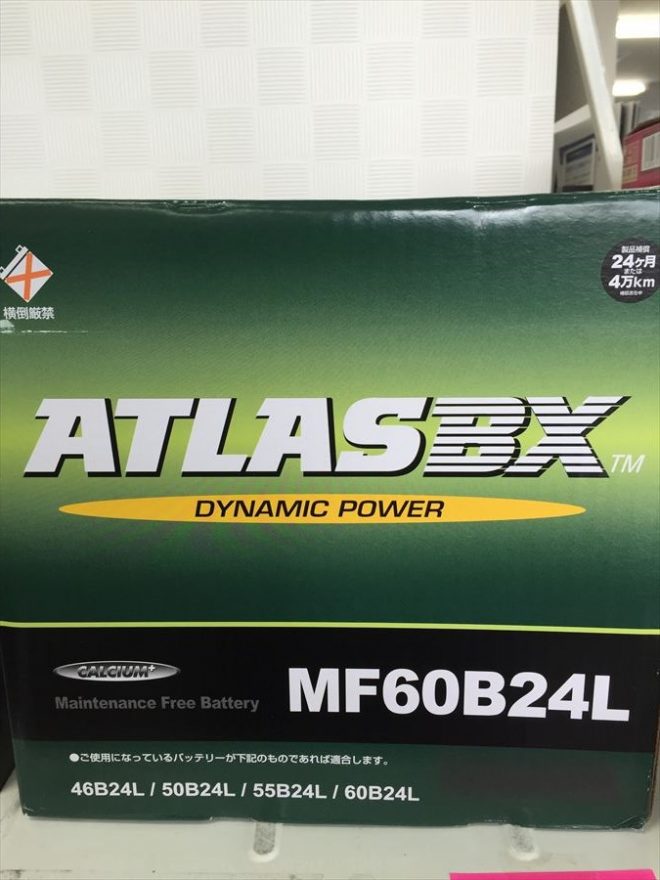 製品補償
24ヶ月
または
4万km
横倒厳禁
ATLASBX TM
DYNAMIC POWER
CALCIUM+
Maintenance Free Battery
MF60B24L
●ご使用になっているバッテリーが下記のものであれば適合します。
46B24L / 50B24L / 55B24L / 60B24L